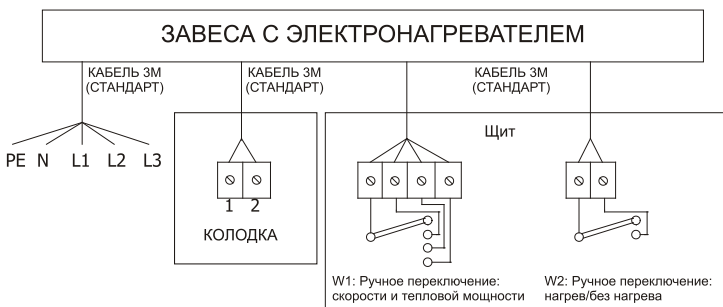 ЗАВЕСА С ЭЛЕКТРОНАГРЕВАТЕЛЕМ
КАБЕЛЬ 3М
(СТАНДАРТ)
КАБЕЛЬ 3М
(СТАНДАРТ)
КАБЕЛЬ 3М
(СТАНДАРТ)
PE N L1 L2 L3
1 2
КОЛОДКА
Щит
W1: Ручное переключение:
скорости и тепловой мощности
W2: Ручное переключение:
нагрев/без нагрева